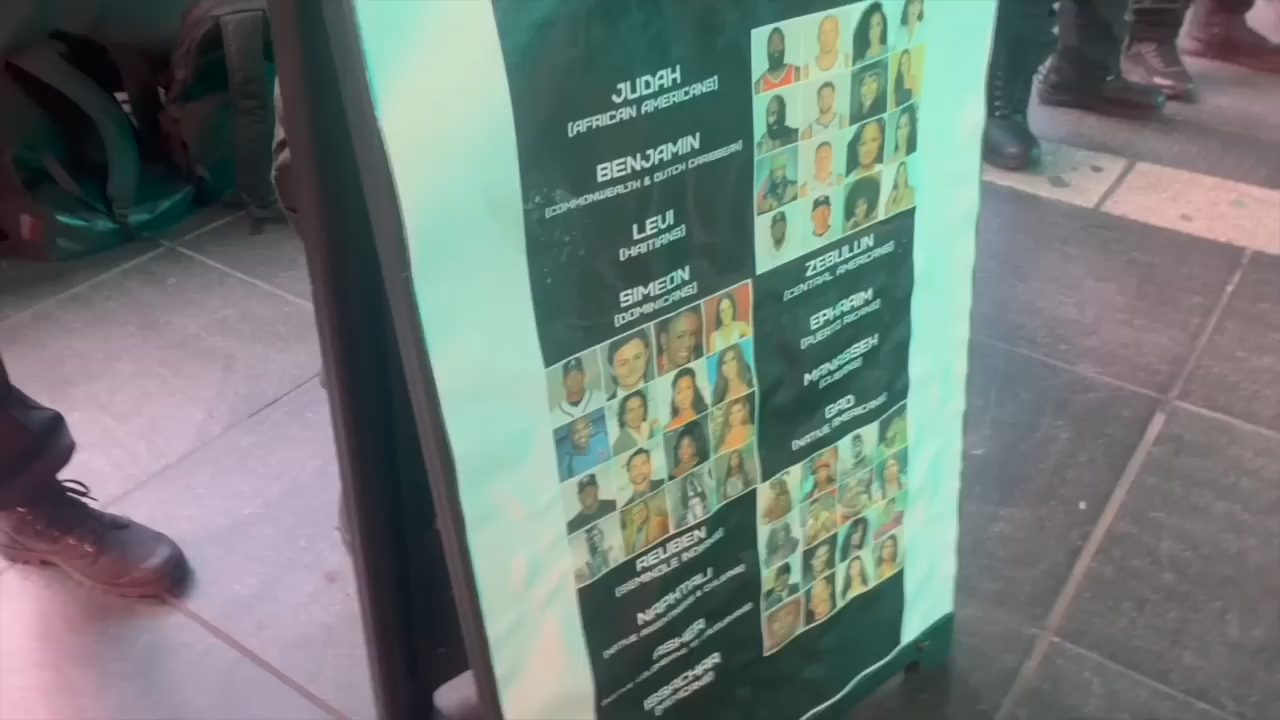 JUDAH
(AFRICAN AMERICANS)
BENJAMIN
(COMMONWEALTH & DUTCH CARIBBEAN)
LEVI
(HAITIANS)
SIMEON
(DOMINICANS)
ZEBULUN
(CENTRAL AMERICANS)
EPHRAIM
(PUERTO RICANS)
MANASSEH
(CUBANS)
GAD
(NATIVE AMERICANS)
REUBEN
(SEMINOLE INDIANS)
NAPHTALI
ASHER
ISSACHAR
(MEXICANS)